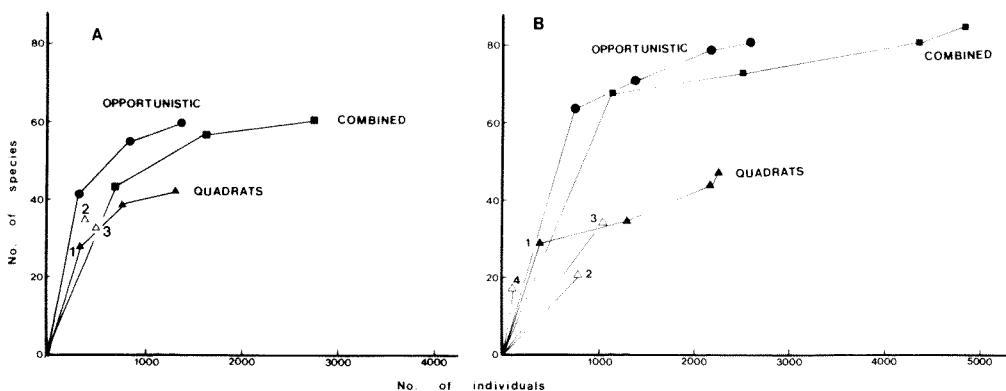 A
B
80
60
40
20
0
No. of species
OPPORTUNISTIC
COMBINED
QUADRATS
2
3
1
1000
2000
3000
4000
80
60
40
20
0
OPPORTUNISTIC
COMBINED
QUADRATS
1
3
2
4
1000
2000
3000
4000
5000
No. of individuals